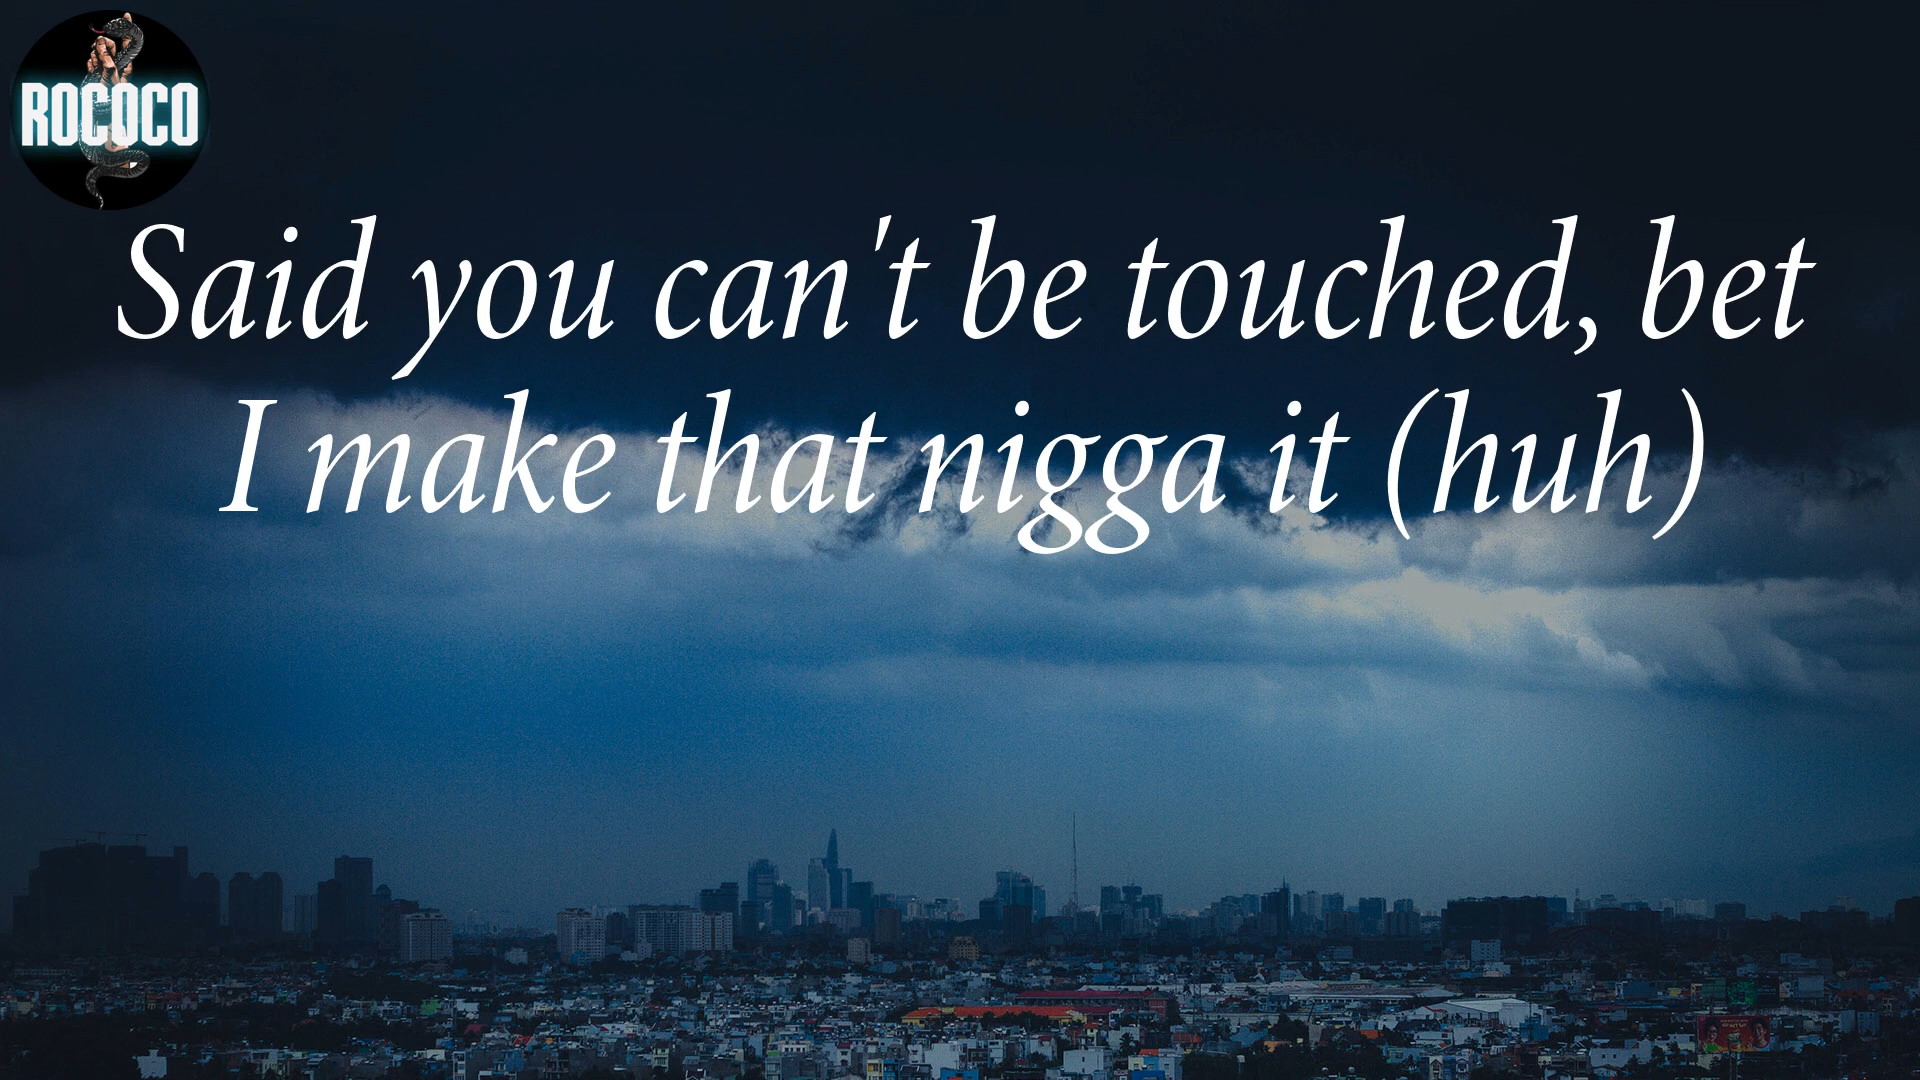 ROCOCO
Said you can't be touched, bet
I make that nigga it (huh)